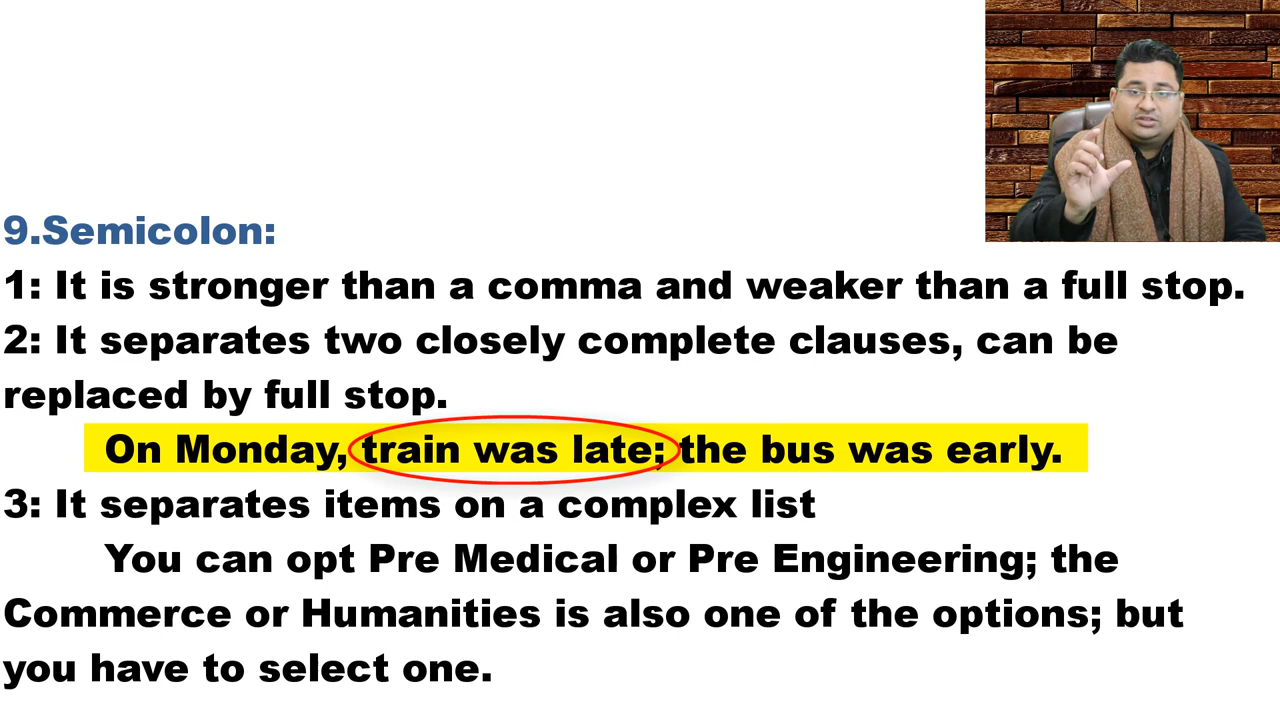 9.Semicolon:
1: It is stronger than a comma and weaker than a full stop.
2: It separates two closely complete clauses, can be
replaced by full stop.
On Monday, train was late; the bus was early.
3: It separates items on a complex list
You can opt Pre Medical or Pre Engineering; the
Commerce or Humanities is also one of the options; but
you have to select one.